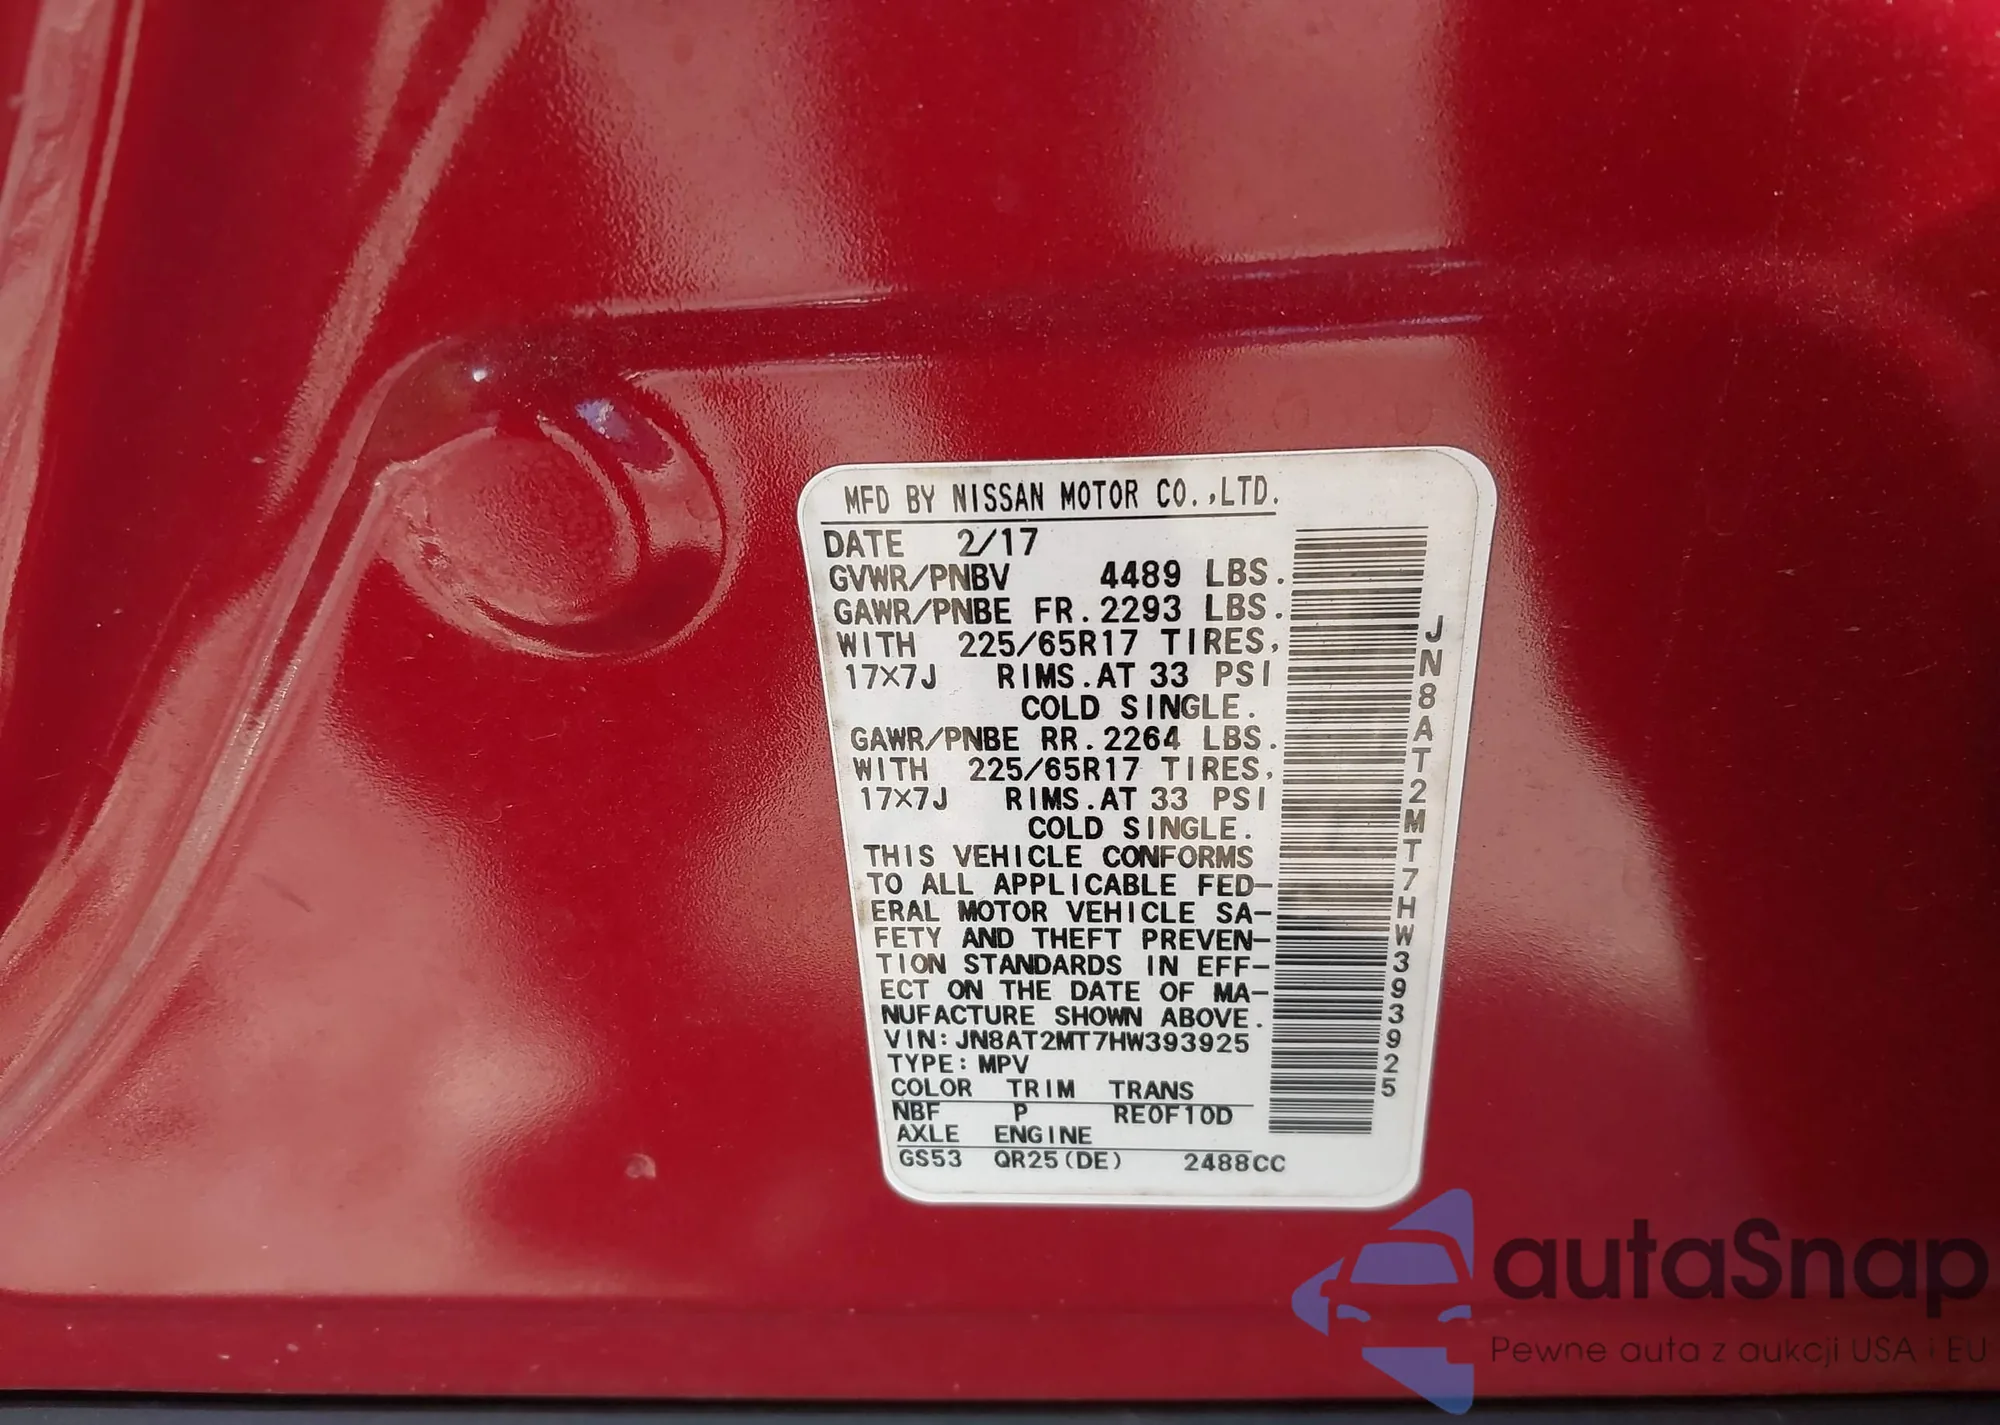 MFD BY NISSAN MOTOR CO.,LTD.
DATE 2/17
GVWR/PNBV 4489 LBS.
GAWR/PNBE FR.2293 LBS.
WITH 225/65R17 TIRES,
17×7J RIMS.AT 33 PSI
COLD SINGLE.
GAWR/PNBE RR.2264 LBS.
WITH 225/65R17 TIRES,
17×7J RIMS.AT 33 PSI
COLD SINGLE.
THIS VEHICLE CONFORMS
TO ALL APPLICABLE FED-
ERAL MOTOR VEHICLE SA-
FETY AND THEFT PREVEN-
TION STANDARDS IN EFF-
ECT ON THE DATE OF MA-
NUFACTURE SHOWN ABOVE.
VIN:JN8AT2MT7HW393925
TYPE:MPV
COLOR TRIM TRANS
NBF P RE0F10D
AXLE ENGINE
GS53 QR25(DE) 2488CC
JN8AT2MT7HW393925
autaSnap
Pewne auta z aukcji USA i EU